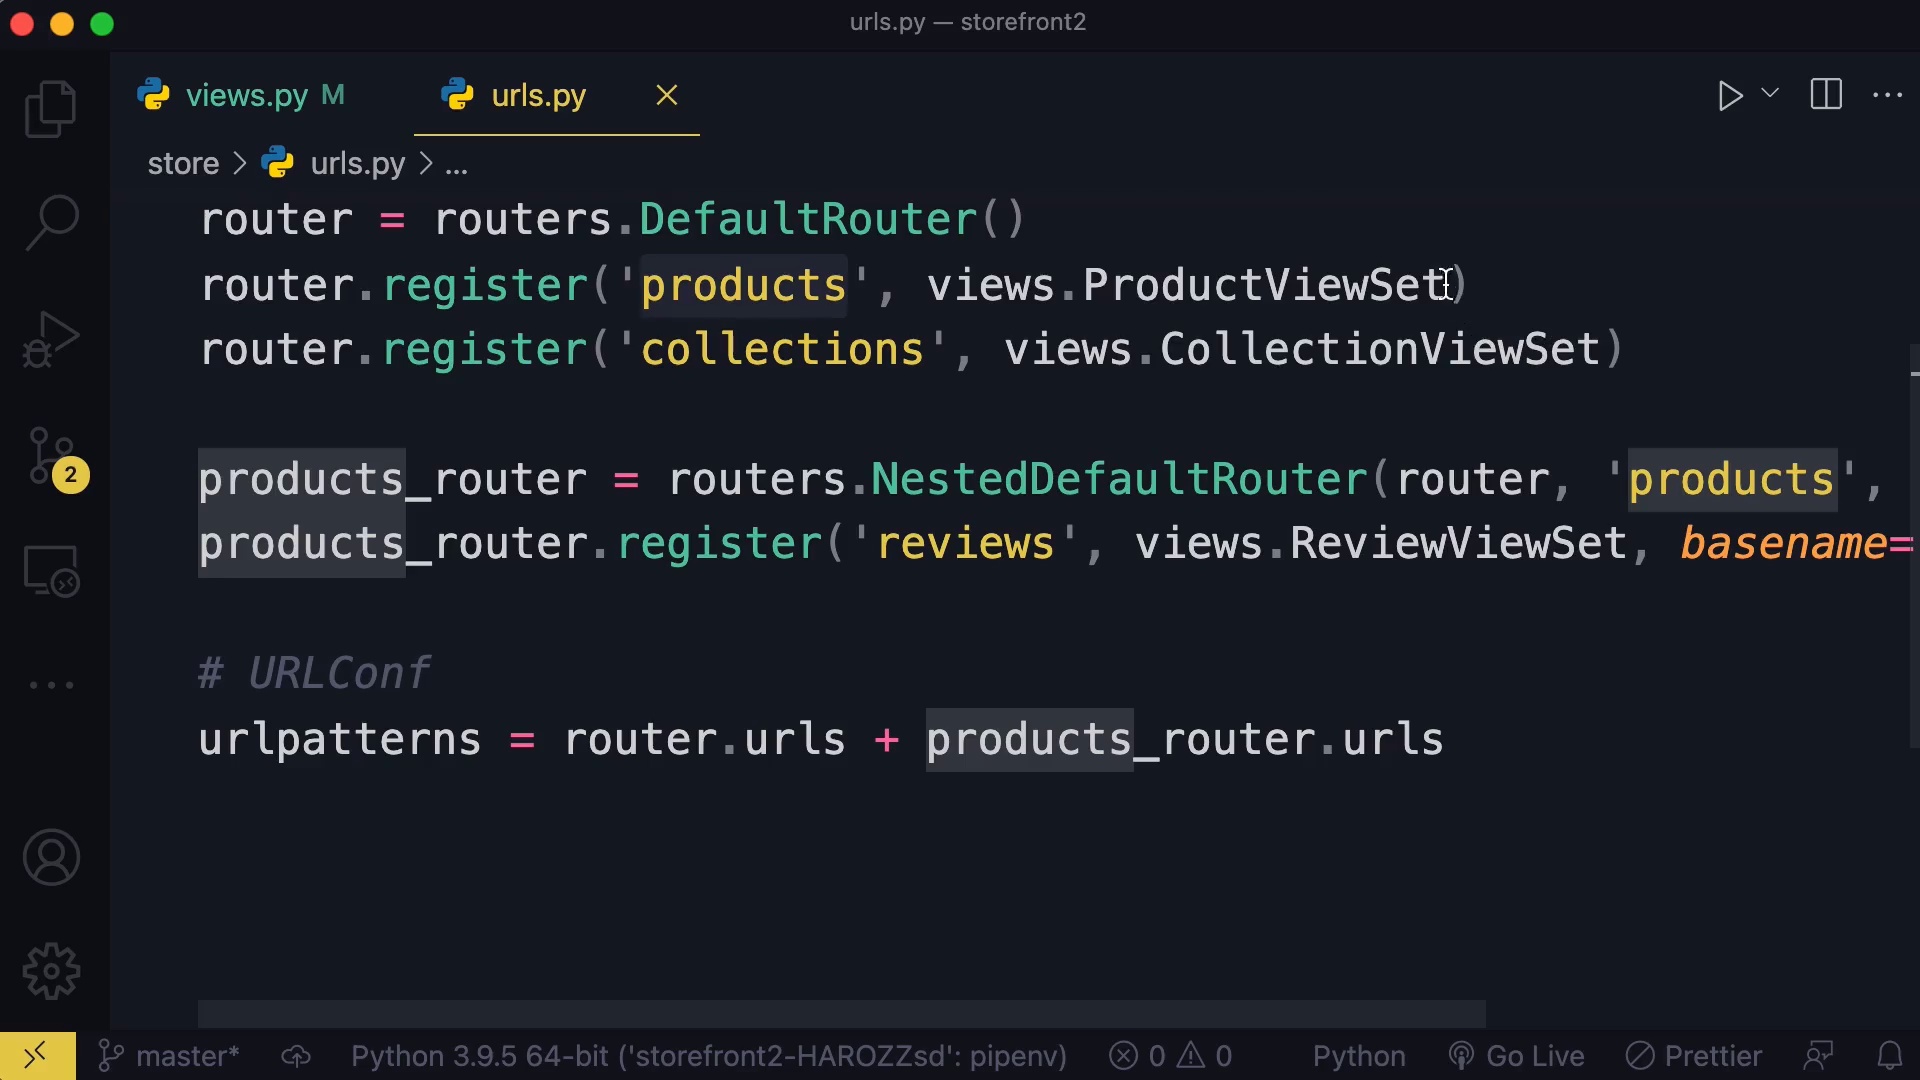 urls.py — storefront2
views.py M
urls.py
store > urls.py > ...
router = routers.DefaultRouter()
router.register('products', views.ProductViewSet)
router.register('collections', views.CollectionViewSet)
products_router = routers.NestedDefaultRouter(router, 'products',
products_router.register('reviews', views.ReviewViewSet, basename=
# URLConf
urlpatterns = router.urls + products_router.urls
2
master* Python 3.9.5 64-bit ('storefront2-HAROZZsd': pipenv) 0 0 Python Go Live Prettier